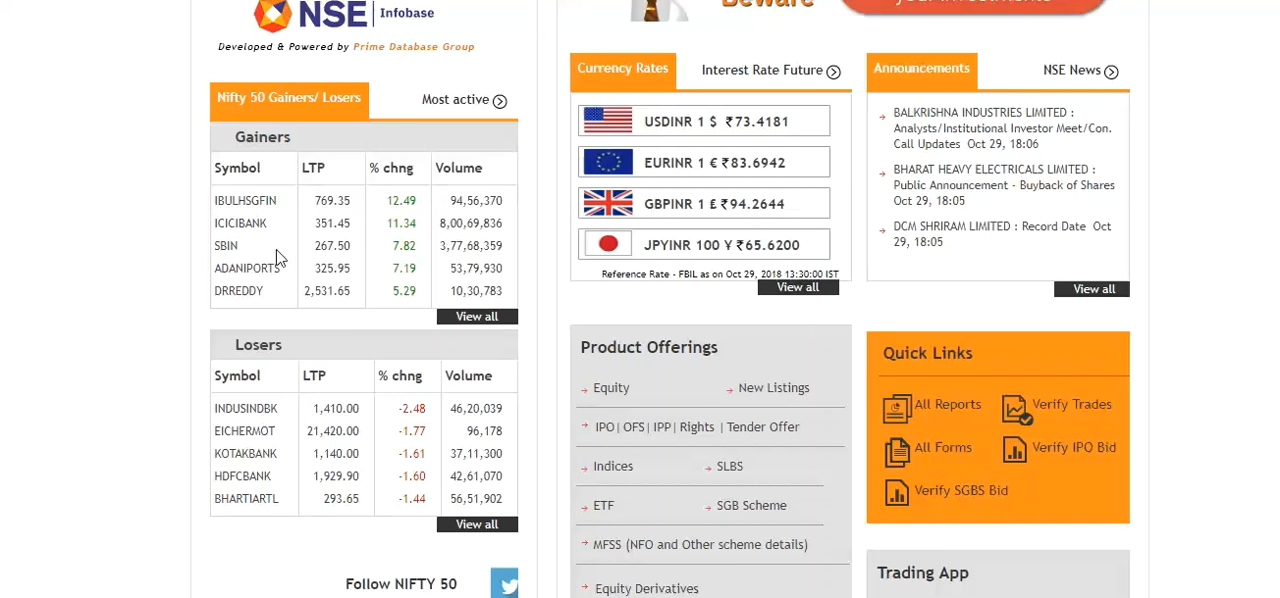 NSE Infobase
Developed & Powered by Prime Database Group
Nifty 50 Gainers/ Losers
Most active
Gainers
Symbol LTP % chng Volume
IBULHSGFIN 769.35 12.49 94,56,370
ICICIBANK 351.45 11.34 8,00,69,836
SBIN 267.50 7.82 3,77,68,359
ADANIPORTS 325.95 7.19 53,79,930
DRREDDY 2,531.65 5.29 10,30,783
View all
Losers
Symbol LTP % chng Volume
INDUSINDBK 1,410.00 -2.48 46,20,039
EICHERMOT 21,420.00 -1.77 96,178
KOTAKBANK 1,140.00 -1.61 37,11,300
HDFCBANK 1,929.90 -1.60 42,61,070
BHARTIARTL 293.65 -1.44 56,51,902
View all
Follow NIFTY 50
Beware
your investments
Currency Rates
Interest Rate Future
USDINR 1 $ ₹73.4181
EURINR 1 € ₹83.6942
GBPINR 1 £ ₹94.2644
JPYINR 100 ¥ ₹65.6200
Reference Rate - FBIL as on Oct 29, 2018 13:30:00 IST
View all
Product Offerings
Equity New Listings
IPO | OFS | IPP | Rights | Tender Offer
Indices SLBS
ETF SGB Scheme
MFSS (NFO and Other scheme details)
Equity Derivatives
Announcements
NSE News
BALKRISHNA INDUSTRIES LIMITED :
Analysts/Institutional Investor Meet/Con.
Call Updates Oct 29, 18:06
BHARAT HEAVY ELECTRICALS LIMITED :
Public Announcement - Buyback of Shares
Oct 29, 18:05
DCM SHRIRAM LIMITED : Record Date Oct
29, 18:05
View all
Quick Links
All Reports Verify Trades
All Forms Verify IPO Bid
Verify SGBS Bid
Trading App